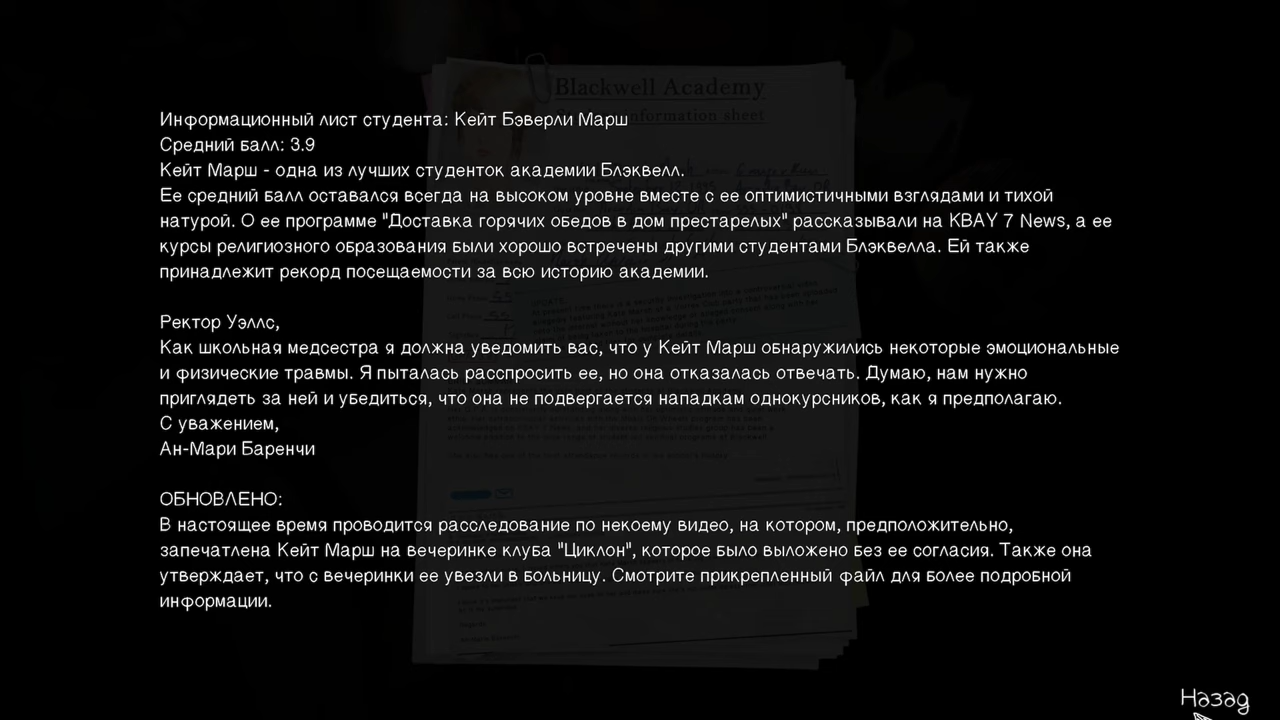 Blackwell Academy
information sheet
Информационный лист студента: Кейт Бэверли Марш
Средний балл: 3.9
Кейт Марш - одна из лучших студенток академии Блэквелл.
Ее средний балл оставался всегда на высоком уровне вместе с ее оптимистичными взглядами и тихой
натурой. О ее программе "Доставка горячих обедов в дом престарелых" рассказывали на KBAY 7 News, а ее
курсы религиозного образования были хорошо встречены другими студентами Блэквелла. Ей также
принадлежит рекорд посещаемости за всю историю академии.
Ректор Уэллс,
Как школьная медсестра я должна уведомить вас, что у Кейт Марш обнаружились некоторые эмоциональные
и физические травмы. Я пыталась расспросить ее, но она отказалась отвечать. Думаю, нам нужно
приглядеть за ней и убедиться, что она не подвергается нападкам однокурсников, как я предполагаю.
С уважением,
Ан-Мари Баренчи
ОБНОВЛЕНО:
В настоящее время проводится расследование по некоему видео, на котором, предположительно,
запечатлена Кейт Марш на вечеринке клуба "Циклон", которое было выложено без ее согласия. Также она
утверждает, что с вечеринки ее увезли в больницу. Смотрите прикрепленный файл для более подробной
информации.
Назад